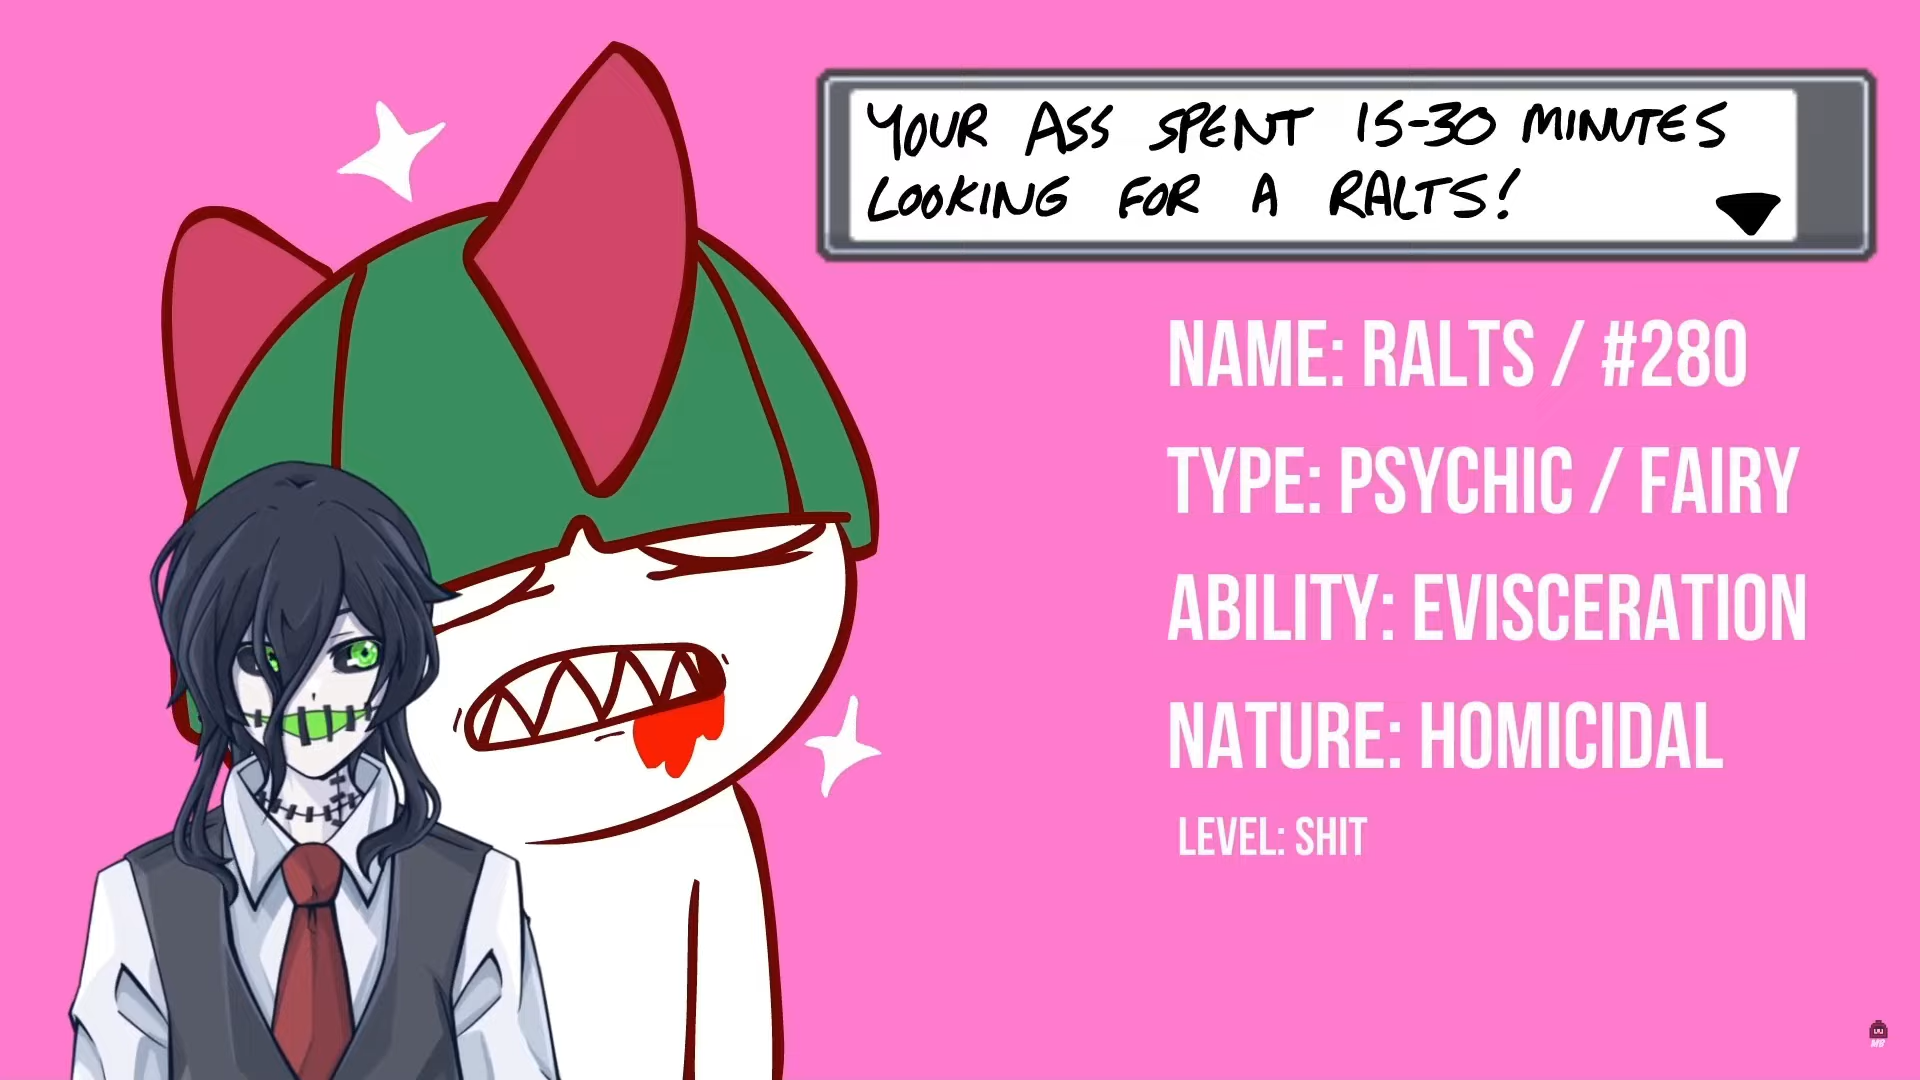 YOUR ASS SPENT 15-30 MINUTES
LOOKING FOR A RALTS!
NAME: RALTS / #280
TYPE: PSYCHIC / FAIRY
ABILITY: EVISCERATION
NATURE: HOMICIDAL
LEVEL: SHIT
MB